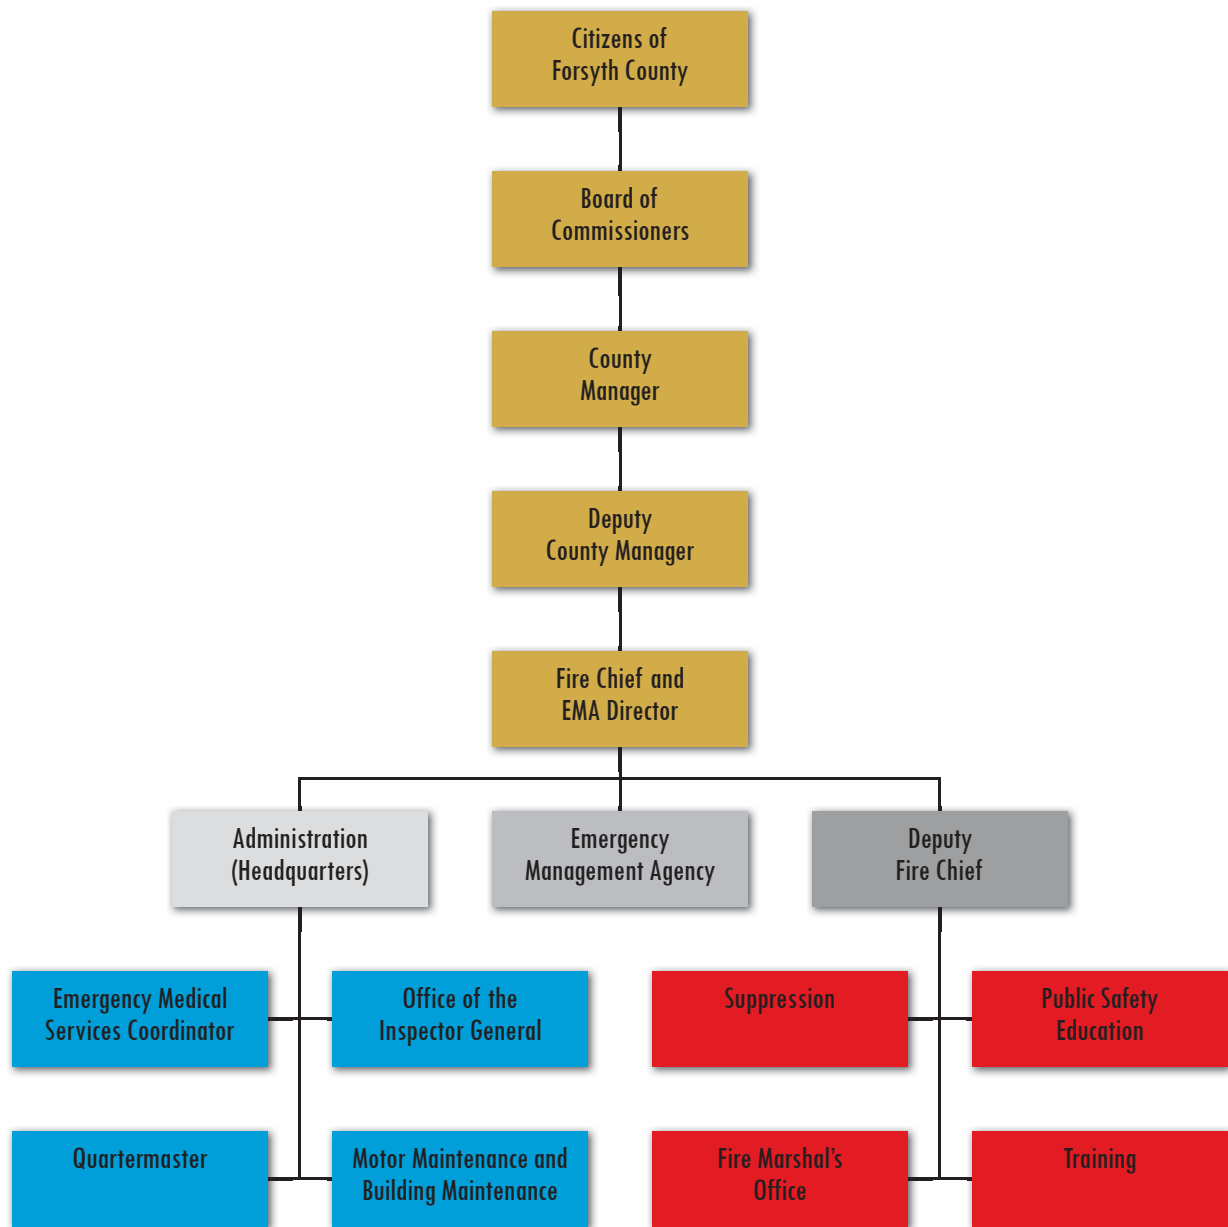 Citizens of
Forsyth County
Board of
Commissioners
County
Manager
Deputy
County Manager
Fire Chief and
EMA Director
Administration
(Headquarters)
Emergency
Management Agency
Deputy
Fire Chief
Emergency Medical
Services Coordinator
Office of the
Inspector General
Suppression
Public Safety
Education
Quartermaster
Motor Maintenance and
Building Maintenance
Fire Marshal’s
Office
Training